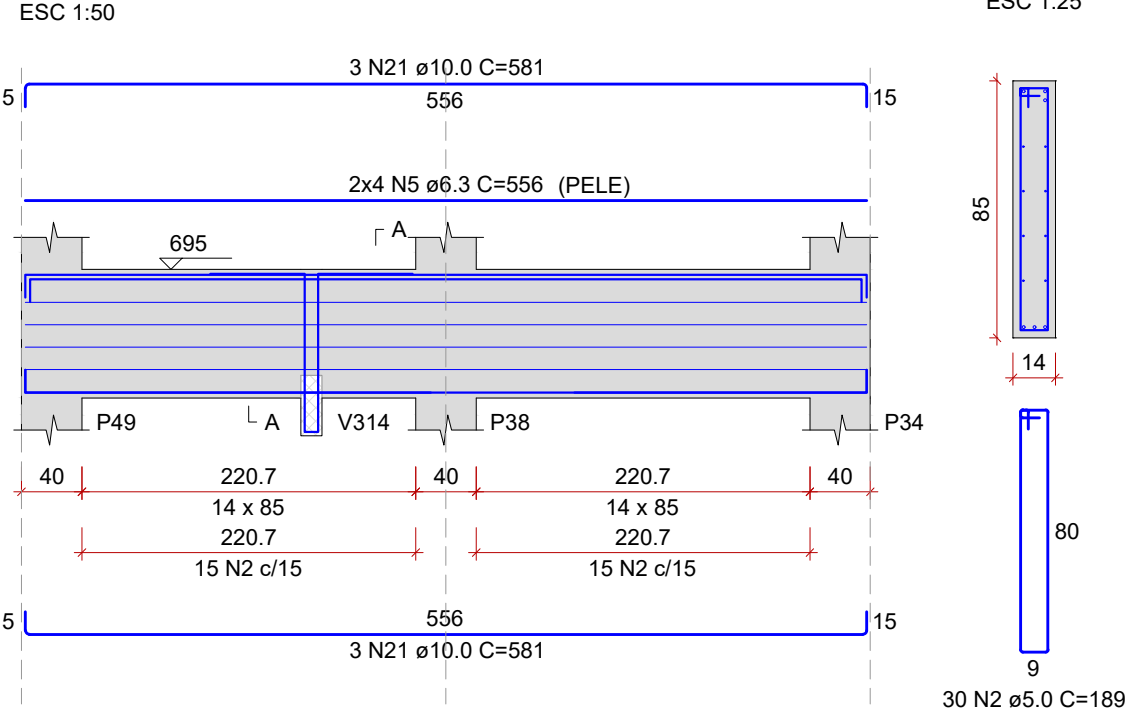 ESC 1:50
ESC 1:25
3 N21 ø10.0 C=581
5
556
15
2x4 N5 ø6.3 C=556 (PELE)
A
695
85
14
P49
A
V314
P38
P34
40
220.7
40
220.7
40
14 x 85
14 x 85
220.7
220.7
15 N2 c/15
15 N2 c/15
80
5
556
15
3 N21 ø10.0 C=581
9
30 N2 ø5.0 C=189